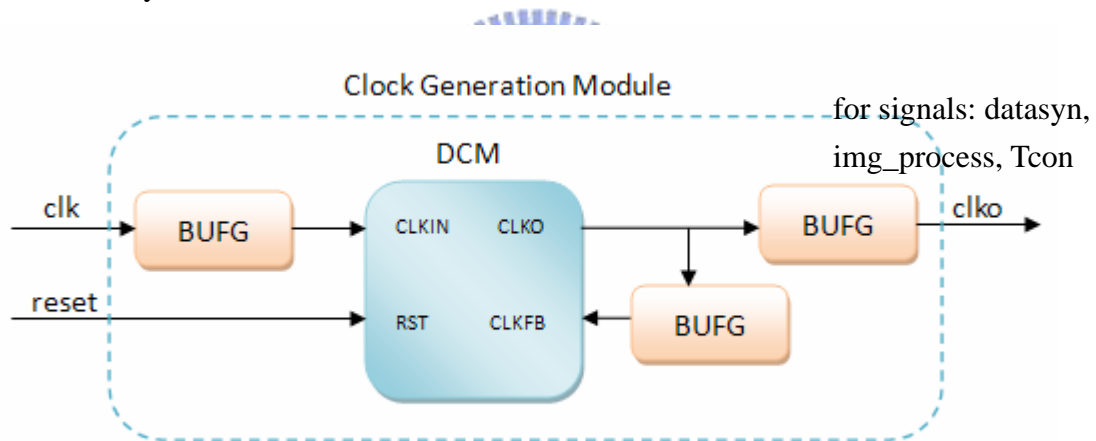 Clock Generation Module
for signals: datasyn,
img_process, Tcon
DCM
clk
BUFG
CLKIN
CLKO
BUFG
clko
reset
RST
CLKFB
BUFG